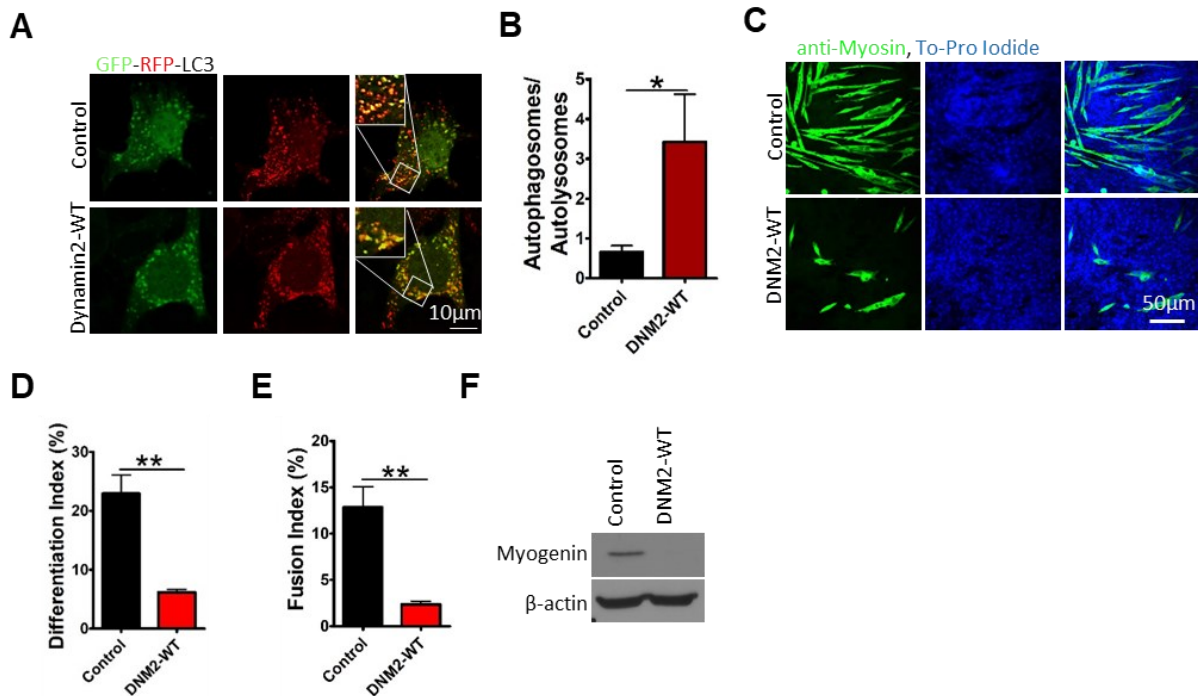 A
GFP-RFP-LC3
Control
Dynamin2-WT
10μm
B
Autophagosomes/
Autolysosomes
5
4
3
2
1
0
*
Control
DNM2-WT
C
anti-Myosin, To-Pro Iodide
Control
DNM2-WT
50μm
D
Differentiation Index (%)
30
20
10
0
**
Control
DNM2-WT
E
Fusion Index (%)
20
15
10
5
0
**
Control
DNM2-WT
F
Control
DNM2-WT
Myogenin
β-actin